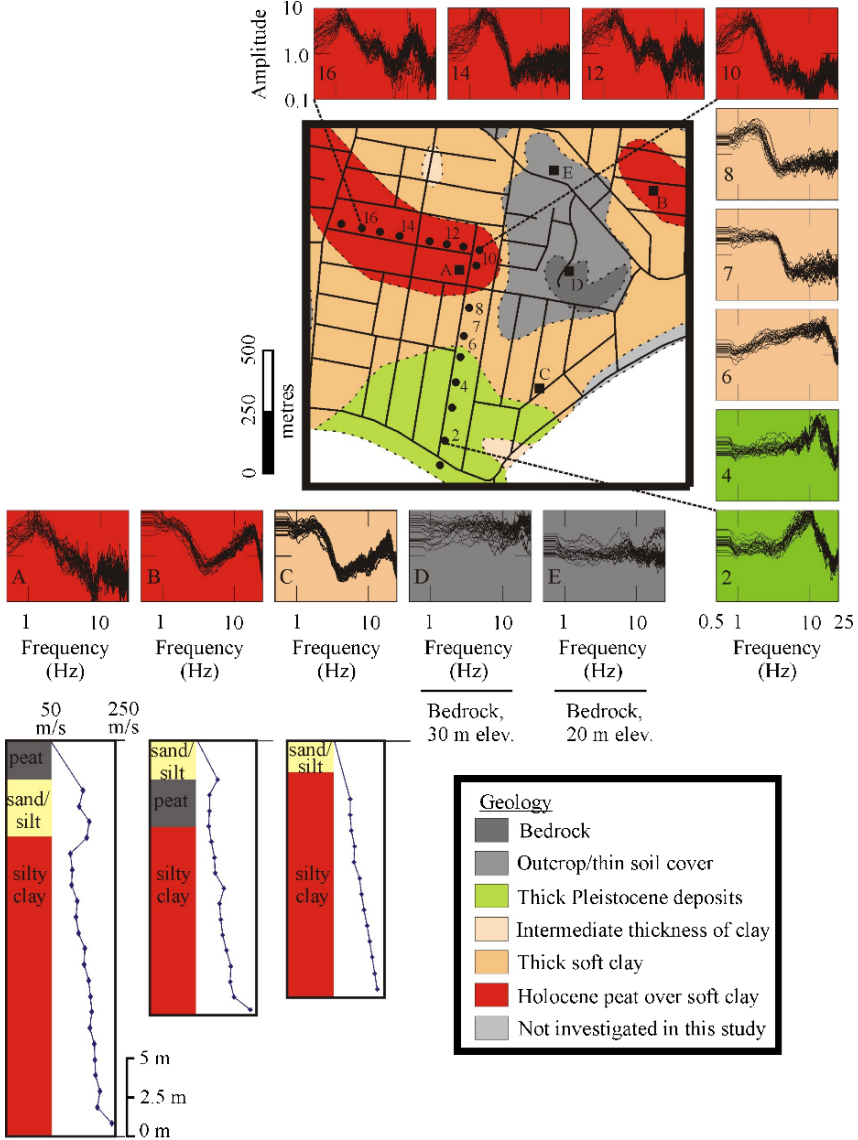 10
1.0
0.1
Amplitude
16
14
12
10
8
7
6
4
2
E
B
16
14
12
10
A
D
8
7
6
4
2
C
500
250
0
metres
A
B
C
D
E
1 10
Frequency
(Hz)
1 10
Frequency
(Hz)
1 10
Frequency
(Hz)
1 10
Frequency
(Hz)
1 10
Frequency
(Hz)
0.5 1 10 25
Frequency
(Hz)
Bedrock,
30 m elev.
Bedrock,
20 m elev.
50
m/s
250
m/s
peat
sand/
silt
silty
clay
sand/
silt
peat
silty
clay
sand/
silt
silty
clay
5 m
2.5 m
0 m
Geology
Bedrock
Outcrop/thin soil cover
Thick Pleistocene deposits
Intermediate thickness of clay
Thick soft clay
Holocene peat over soft clay
Not investigated in this study